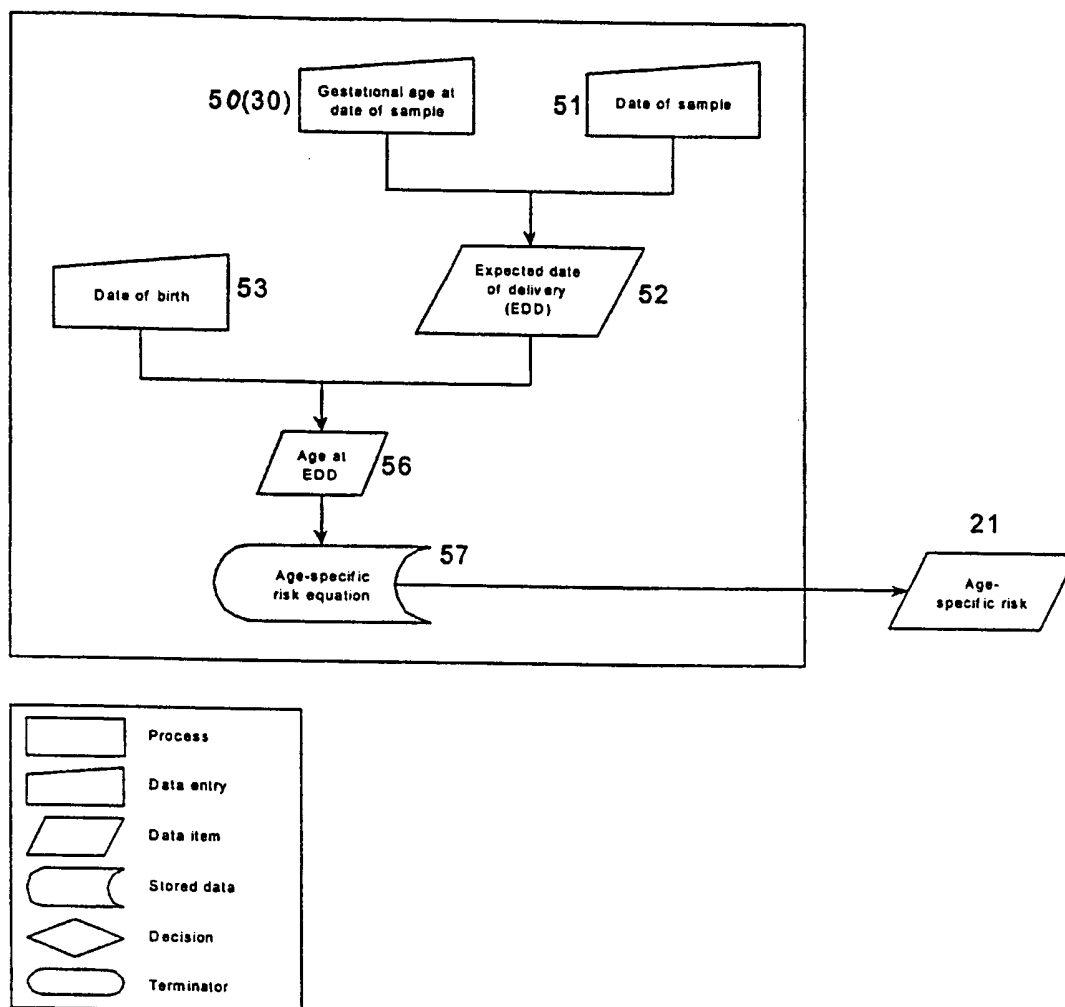 50(30)
Gestational age at
date of sample
51
Date of sample
Date of birth
53
Expected date
of delivery
(EDD)
52
Age at
EDD
56
Age-specific
risk equation
57
21
Age-
specific risk
Process
Data entry
Data item
Stored data
Decision
Terminator